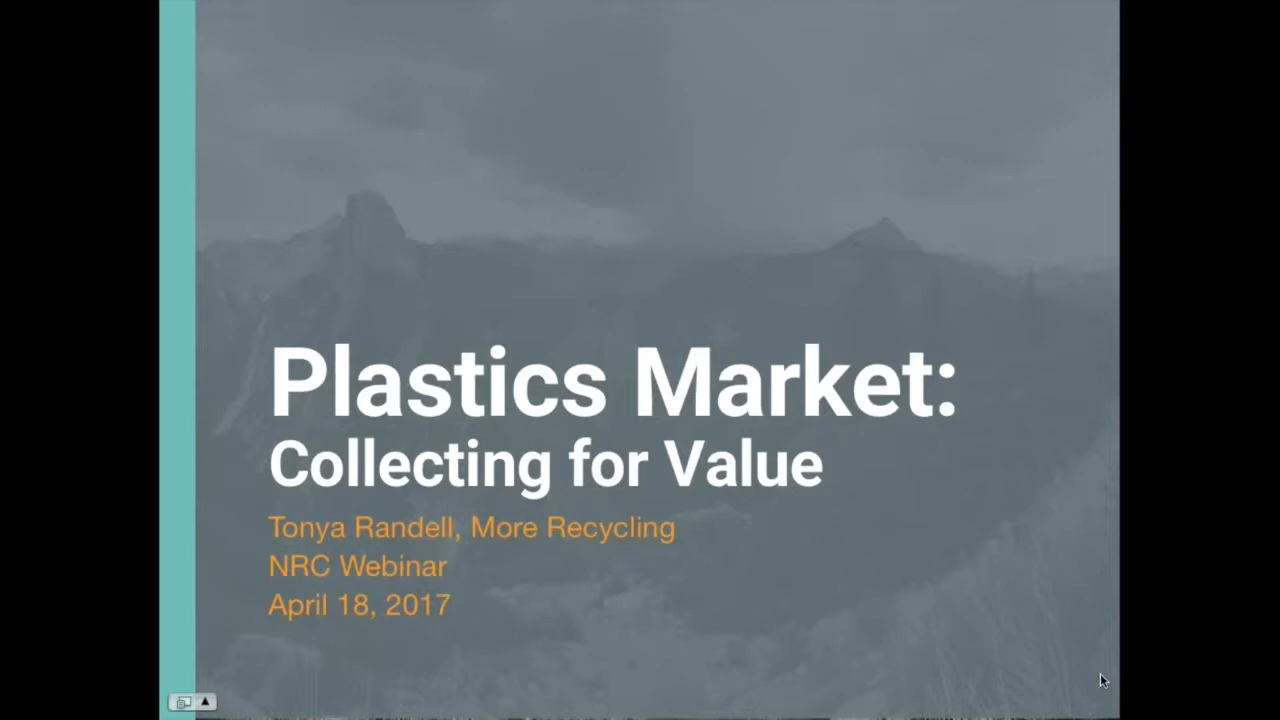 Plastics Market:
Collecting for Value
Tonya Randell, More Recycling
NRC Webinar
April 18, 2017